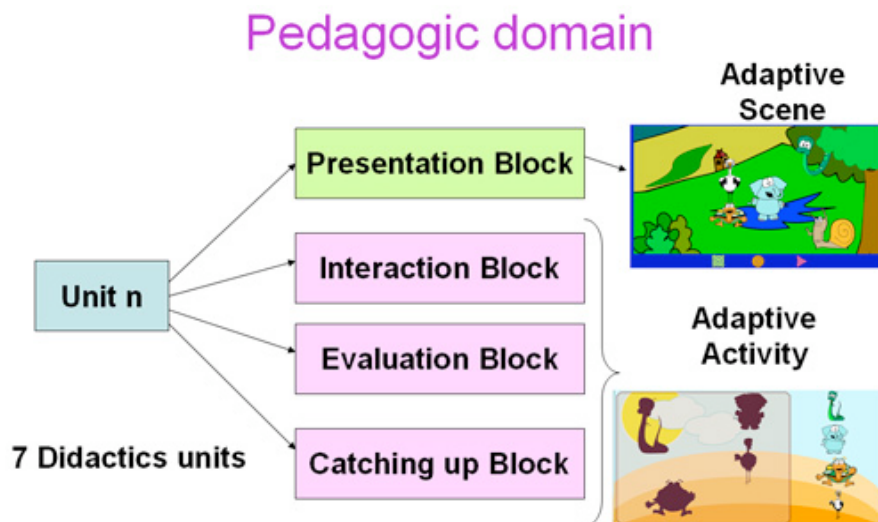 Pedagogic domain
Adaptive
Scene
Presentation Block
Interaction Block
Unit n
Evaluation Block
Adaptive
Activity
7 Didactics units
Catching up Block